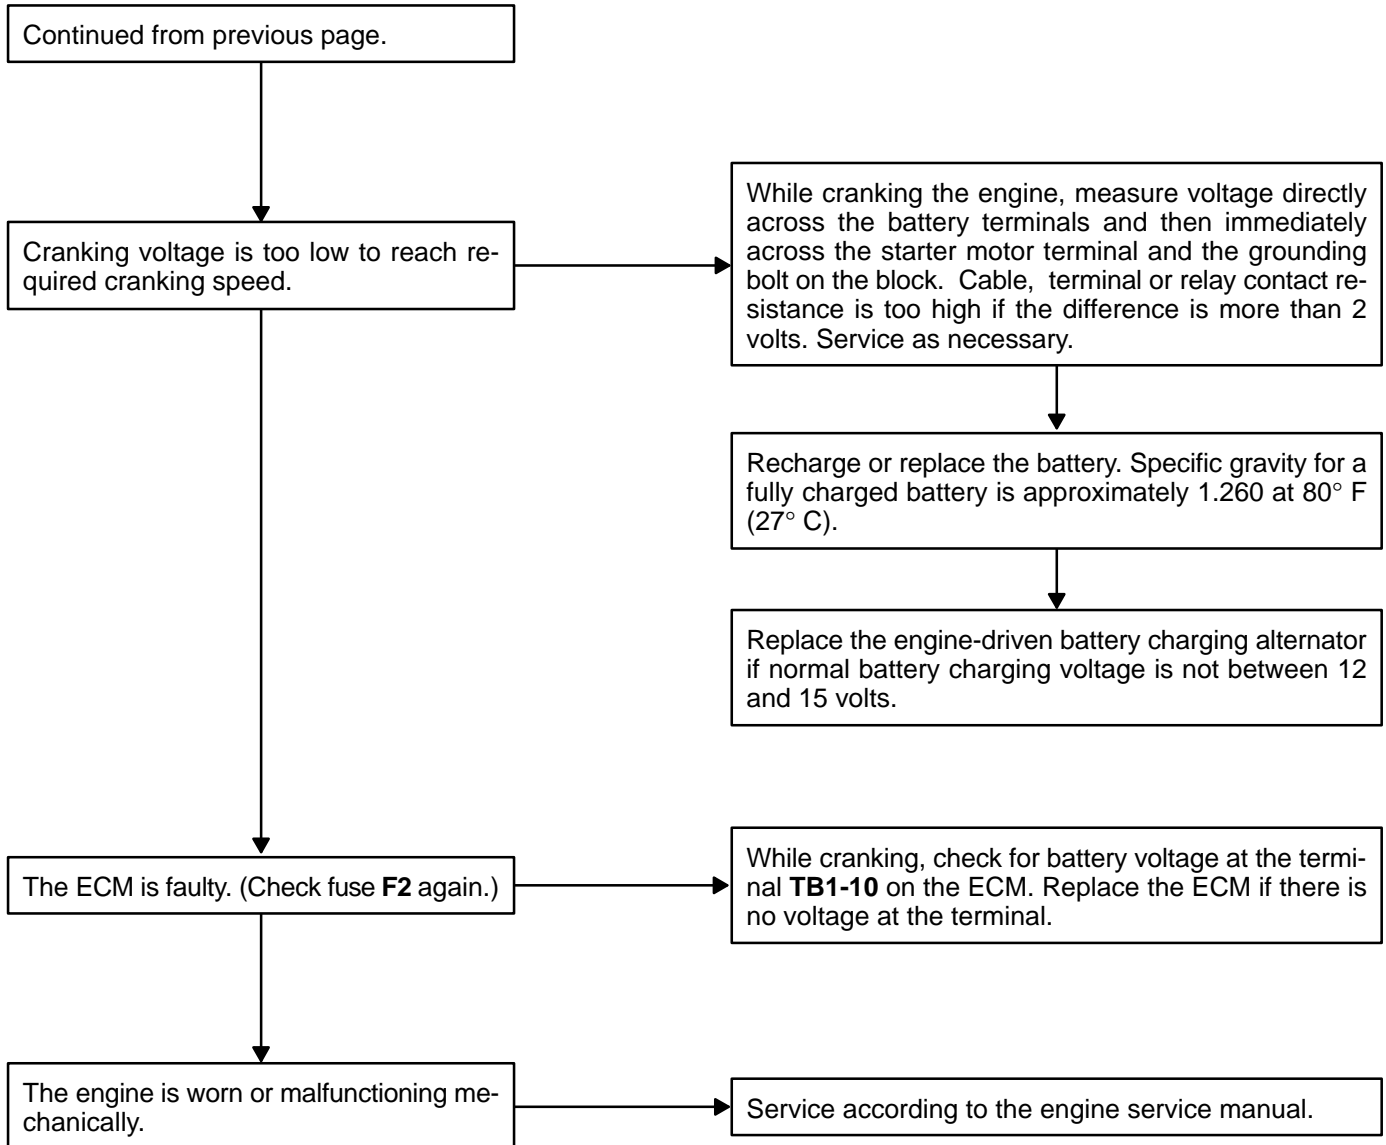 Continued from previous page.
Cranking voltage is too low to reach re-
quired cranking speed.
While cranking the engine, measure voltage directly
across the battery terminals and then immediately
across the starter motor terminal and the grounding
bolt on the block. Cable, terminal or relay contact re-
sistance is too high if the difference is more than 2
volts. Service as necessary.
Recharge or replace the battery. Specific gravity for a
fully charged battery is approximately 1.260 at 80° F
(27° C).
Replace the engine-driven battery charging alternator
if normal battery charging voltage is not between 12
and 15 volts.
The ECM is faulty. (Check fuse F2 again.)
While cranking, check for battery voltage at the termi-
nal TB1-10 on the ECM. Replace the ECM if there is
no voltage at the terminal.
The engine is worn or malfunctioning me-
chanically.
Service according to the engine service manual.